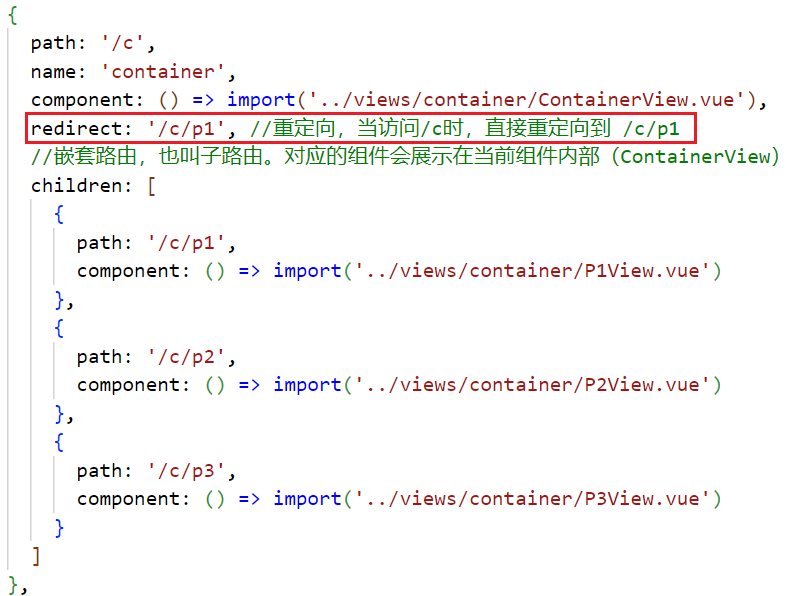 {
path: '/c',
name: 'container',
component: () => import('../views/container/ContainerView.vue'),
redirect: '/c/p1', //重定向，当访问/c时，直接重定向到 /c/p1
//嵌套路由，也叫子路由。对应的组件会展示在当前组件内部（ContainerView）
children: [
{
path: '/c/p1',
component: () => import('../views/container/P1View.vue')
},
{
path: '/c/p2',
component: () => import('../views/container/P2View.vue')
},
{
path: '/c/p3',
component: () => import('../views/container/P3View.vue')
}
]
},